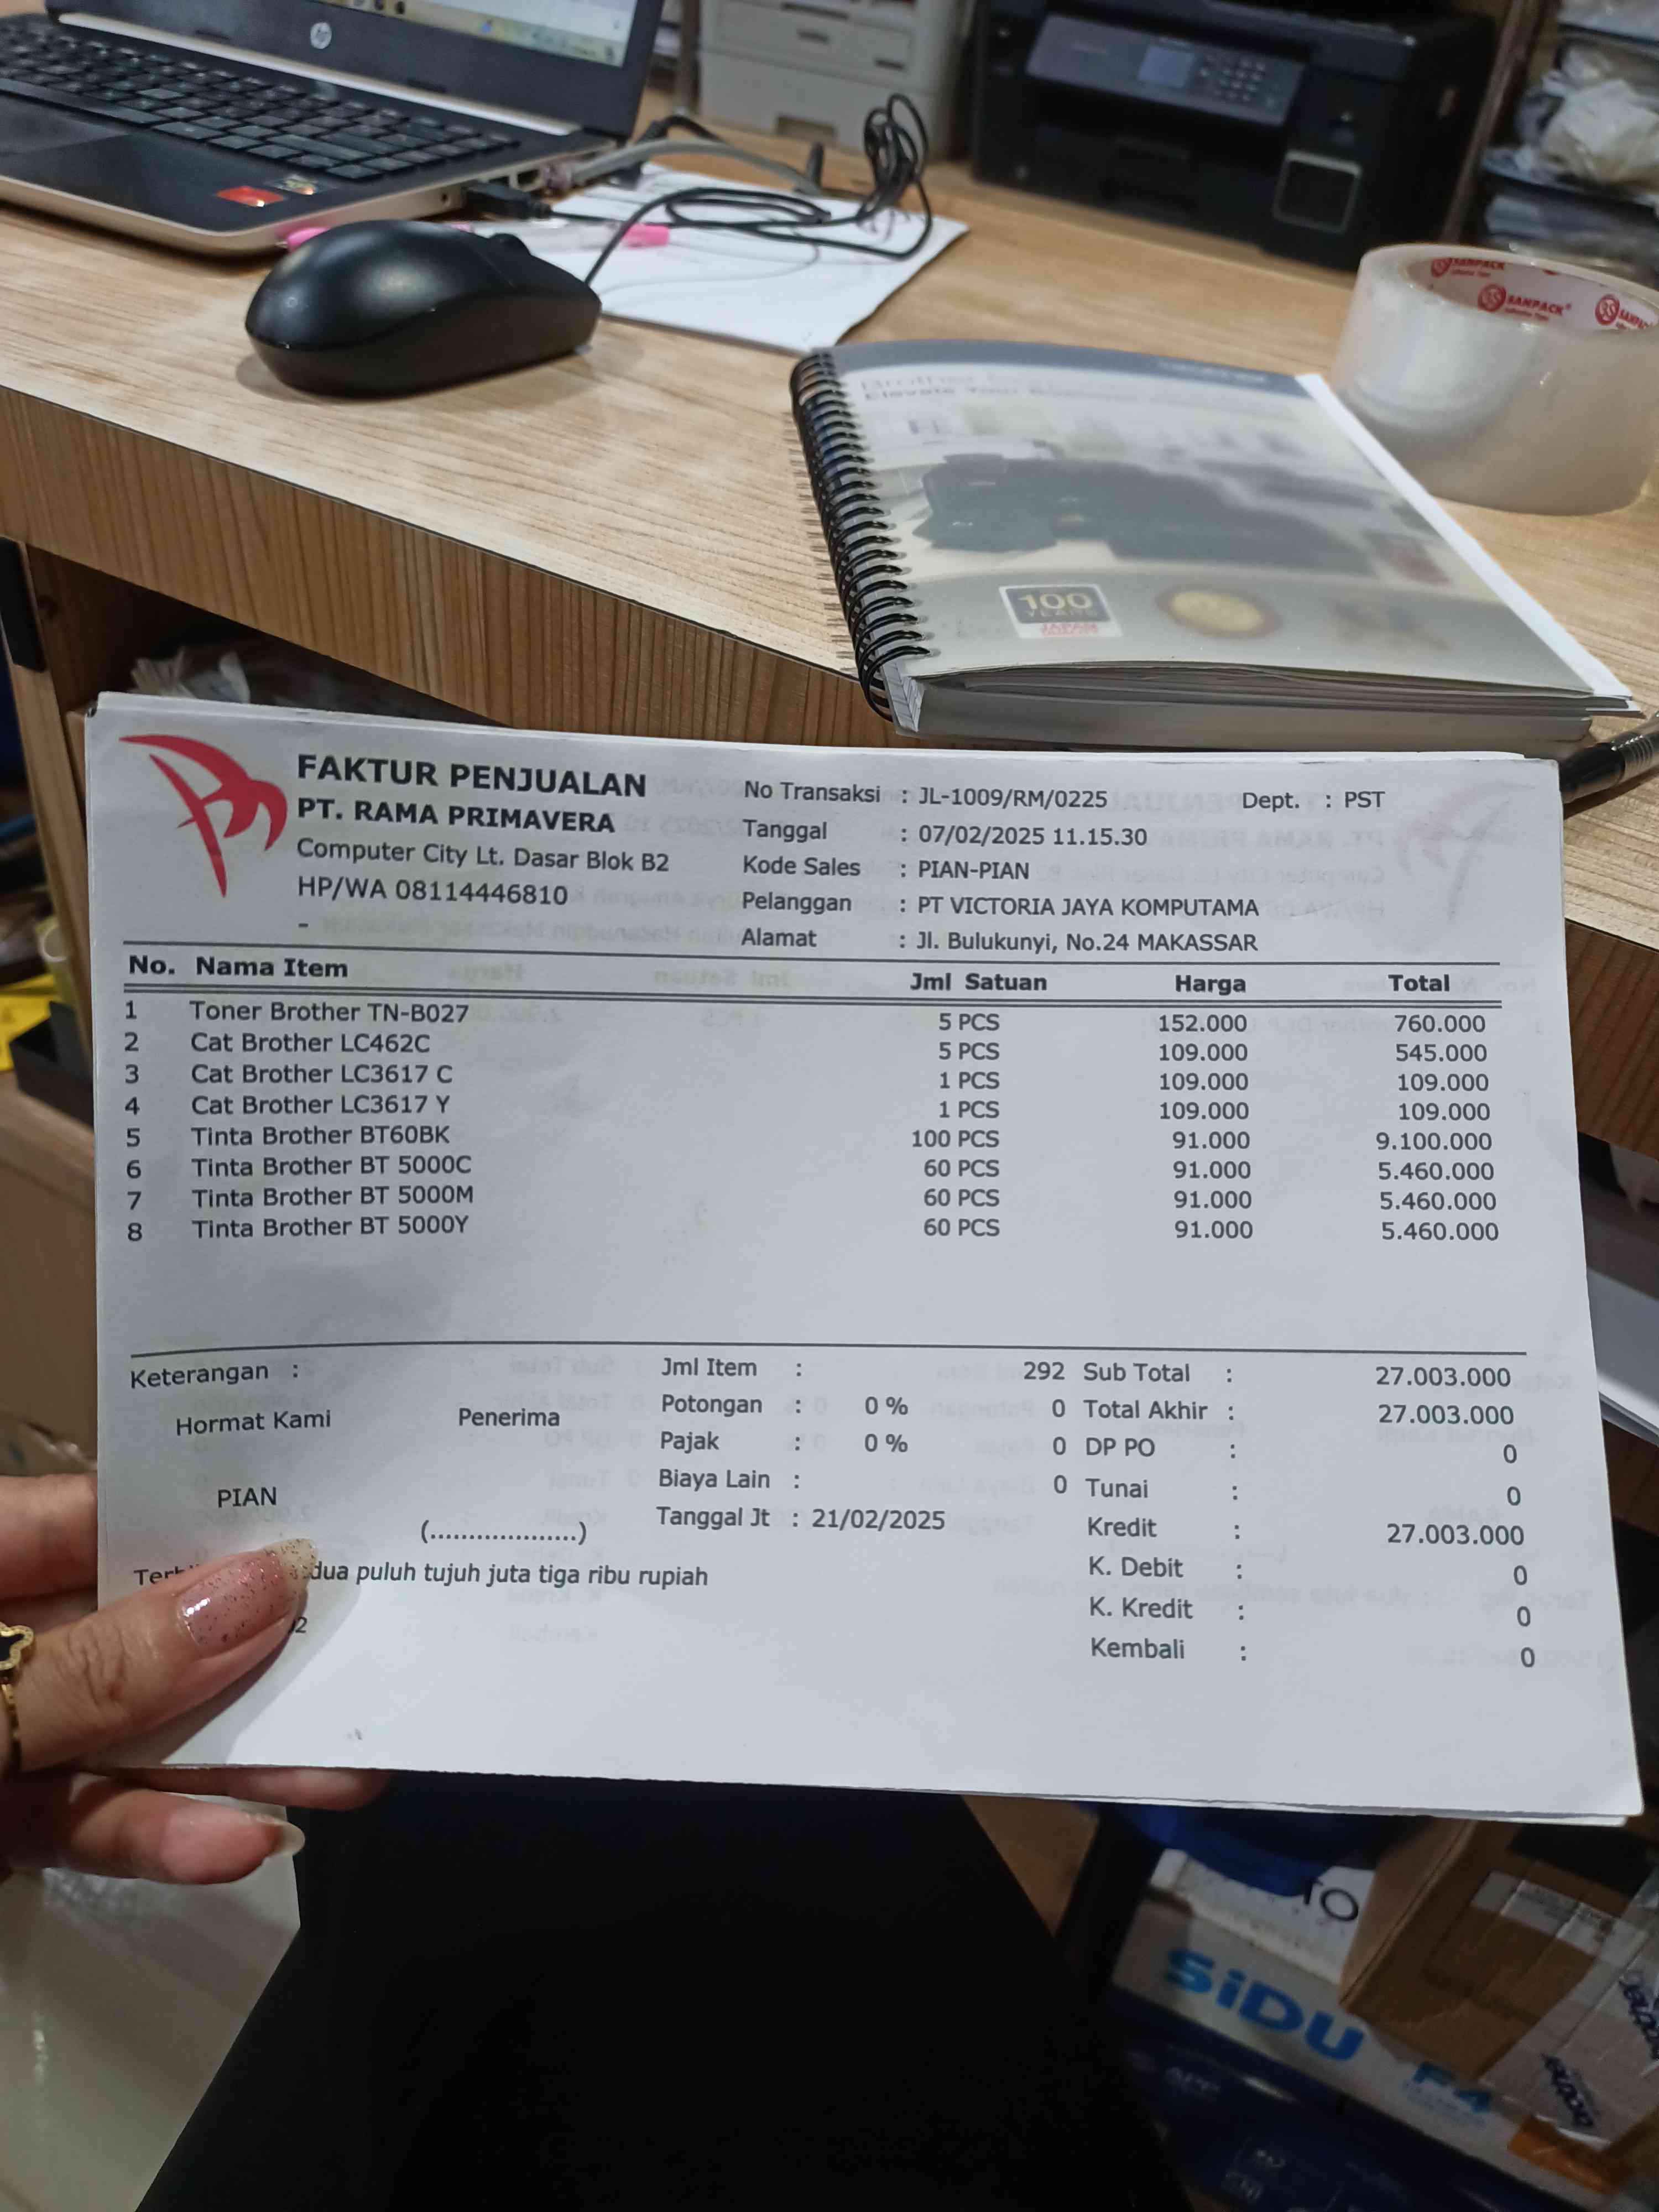 hp
SANPACK
SANPACK
100
YEARS
FAKTUR PENJUALAN
PT. RAMA PRIMAVERA
Computer City Lt. Dasar Blok B2
HP/WA 08114446810
-
No Transaksi : JL-1009/RM/0225 Dept. : PST
Tanggal : 07/02/2025 11.15.30
Kode Sales : PIAN-PIAN
Pelanggan : PT VICTORIA JAYA KOMPUTAMA
Alamat : Jl. Bulukunyi, No.24 MAKASSAR
No. Nama Item Jml Satuan Harga Total
1 Toner Brother TN-B027 5 PCS 152.000 760.000
2 Cat Brother LC462C 5 PCS 109.000 545.000
3 Cat Brother LC3617 C 1 PCS 109.000 109.000
4 Cat Brother LC3617 Y 1 PCS 109.000 109.000
5 Tinta Brother BT60BK 100 PCS 91.000 9.100.000
6 Tinta Brother BT 5000C 60 PCS 91.000 5.460.000
7 Tinta Brother BT 5000M 60 PCS 91.000 5.460.000
8 Tinta Brother BT 5000Y 60 PCS 91.000 5.460.000
Keterangan : Jml Item : 292 Sub Total : 27.003.000
Hormat Kami Penerima Potongan : 0 % 0 Total Akhir : 27.003.000
Pajak : 0 % 0 DP PO : 0
PIAN Biaya Lain : 0 Tunai : 0
(...................) Tanggal Jt : 21/02/2025 Kredit : 27.003.000
dua puluh tujuh juta tiga ribu rupiah K. Debit : 0
K. Kredit : 0
Kembali : 0
TO
SiDU
F4